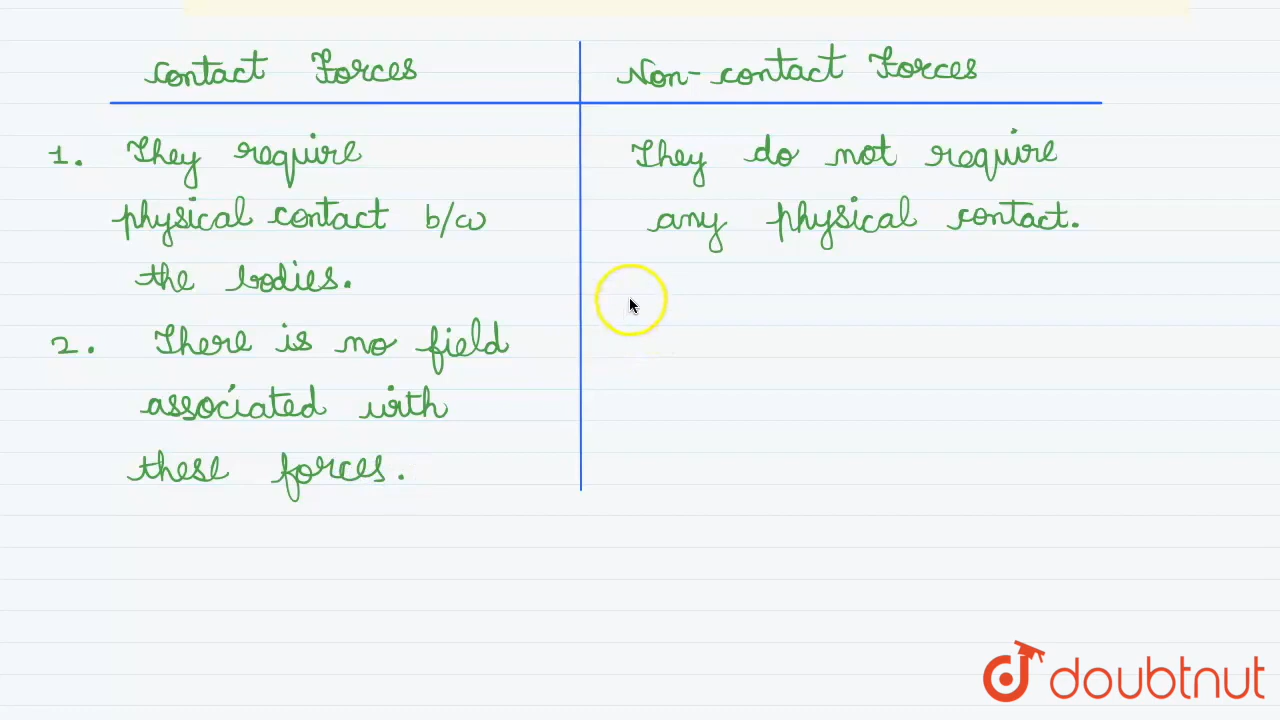 Contact Forces
Non-contact Forces
1. They require
physical contact b/w
the bodies.
They do not require
any physical contact.
2. There is no field
associated with
these forces.
doubtnut